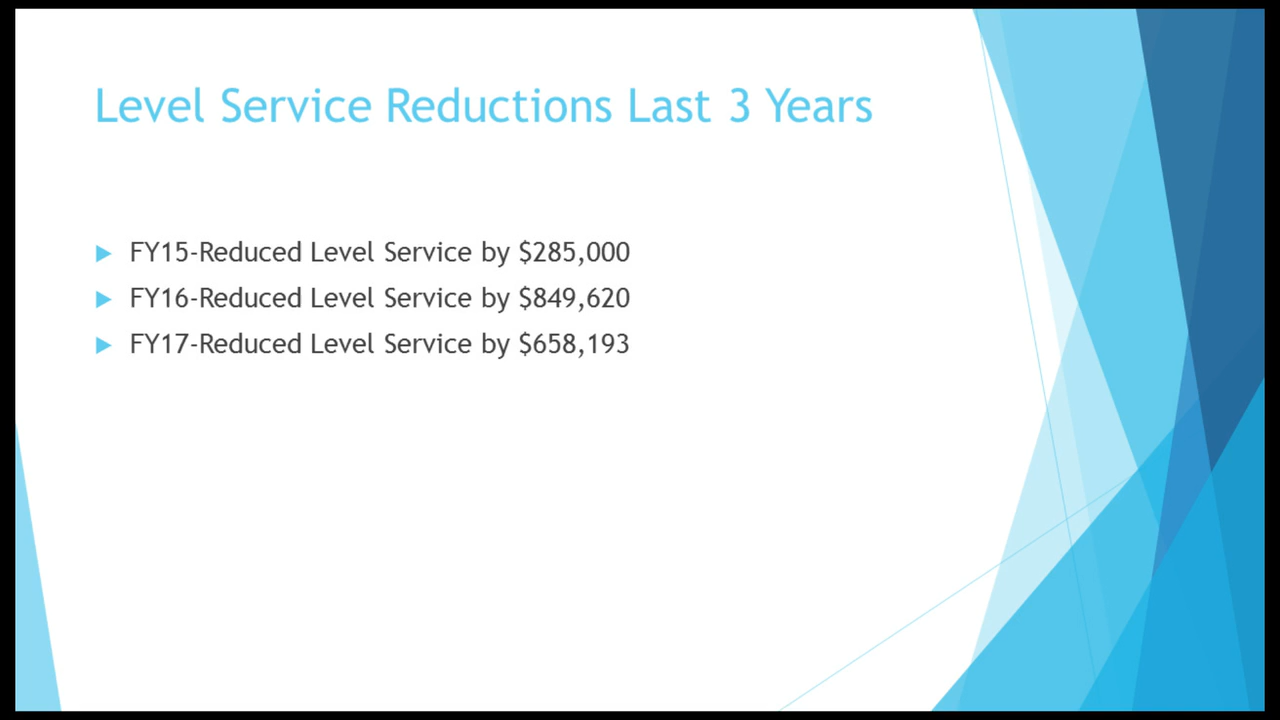 Level Service Reductions Last 3 Years
FY15-Reduced Level Service by $285,000
FY16-Reduced Level Service by $849,620
FY17-Reduced Level Service by $658,193